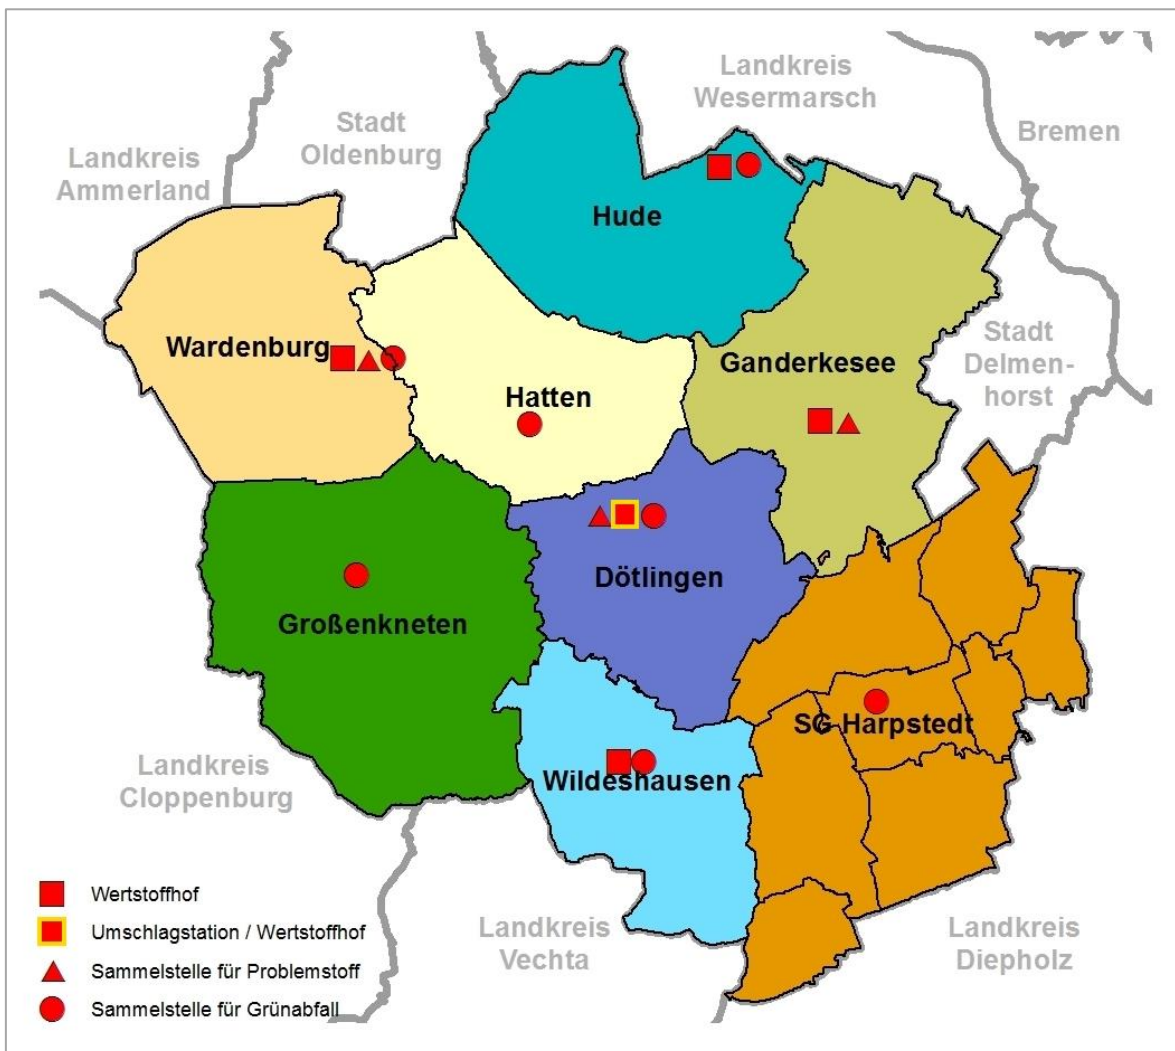 Landkreis
Wesermarsch
Stadt
Oldenburg
Bremen
Landkreis
Ammerland
Hude
Stadt
Delmen-
horst
Wardenburg
Ganderkesee
Hatten
Dötlingen
Großenkneten
SG Harpstedt
Landkreis
Cloppenburg
Wildeshausen
Wertstoffhof
Umschlagstation / Wertstoffhof
Sammelstelle für Problemstoff
Sammelstelle für Grünabfall
Landkreis
Vechta
Landkreis
Diepholz